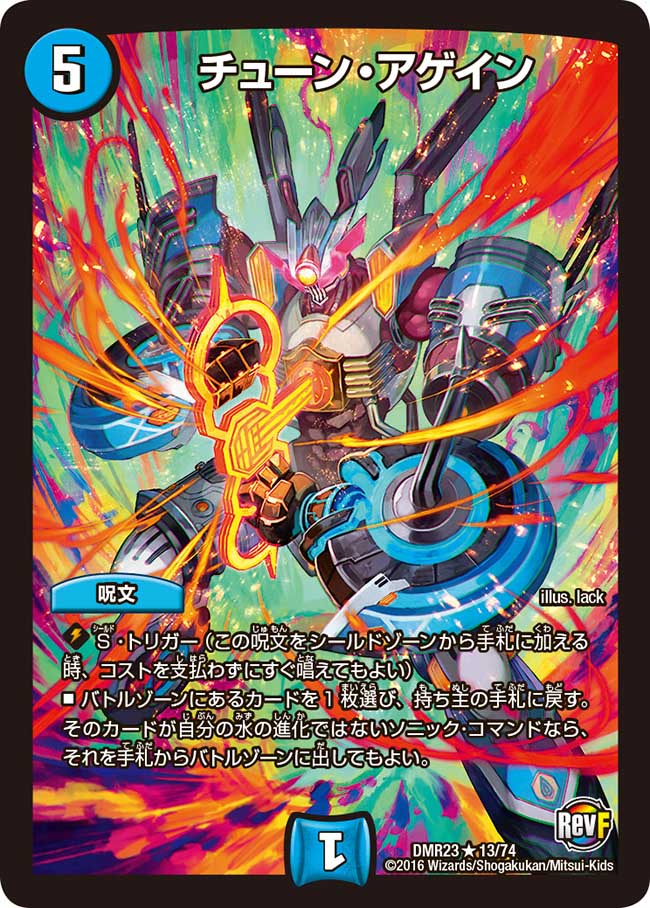 5
チューン・アゲイン
呪文
illus. lack
S・トリガー(この呪文をシールドゾーンから手札に加える
時、コストを支払わずにすぐ唱えてもよい)
■バトルゾーンにあるカードを1枚選び、持ち主の手札に戻す。
そのカードが自分の水の進化ではないソニック・コマンドなら、
それを手札からバトルゾーンに出してもよい。
RevF
1
DMR23★13/74
©2016 Wizards/Shogakukan/Mitsui-Kids